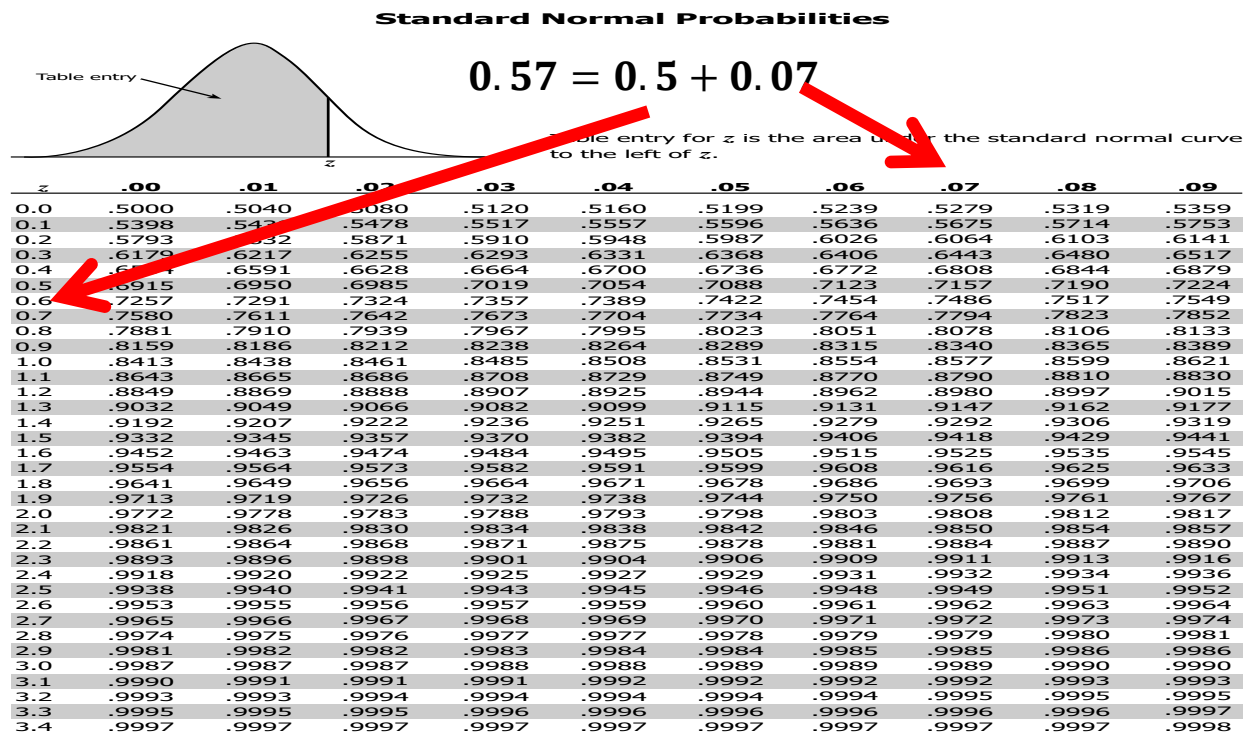 Standard Normal Probabilities
Table entry
0.57 = 0.5 + 0.07
entry for z is the area under the standard normal curve
to the left of z.
z
z .00 .01 .02 .03 .04 .05 .06 .07 .08 .09
0.0 .5000 .5040 .5080 .5120 .5160 .5199 .5239 .5279 .5319 .5359
0.1 .5398 .5478 .5517 .5557 .5596 .5636 .5675 .5714 .5753
0.2 .5793 .5871 .5910 .5948 .5987 .6026 .6064 .6103 .6141
0.3 .6179 .6217 .6255 .6293 .6331 .6368 .6406 .6443 .6480 .6517
0.4 .6591 .6628 .6664 .6700 .6736 .6772 .6808 .6844 .6879
0.5 .6915 .6950 .6985 .7019 .7054 .7088 .7123 .7157 .7190 .7224
0.6 .7257 .7291 .7324 .7357 .7389 .7422 .7454 .7486 .7517 .7549
0.7 .7580 .7611 .7642 .7673 .7704 .7734 .7764 .7794 .7823 .7852
0.8 .7881 .7910 .7939 .7967 .7995 .8023 .8051 .8078 .8106 .8133
0.9 .8159 .8186 .8212 .8238 .8264 .8289 .8315 .8340 .8365 .8389
1.0 .8413 .8438 .8461 .8485 .8508 .8531 .8554 .8577 .8599 .8621
1.1 .8643 .8665 .8686 .8708 .8729 .8749 .8770 .8790 .8810 .8830
1.2 .8849 .8869 .8888 .8907 .8925 .8944 .8962 .8980 .8997 .9015
1.3 .9032 .9049 .9066 .9082 .9099 .9115 .9131 .9147 .9162 .9177
1.4 .9192 .9207 .9222 .9236 .9251 .9265 .9279 .9292 .9306 .9319
1.5 .9332 .9345 .9357 .9370 .9382 .9394 .9406 .9418 .9429 .9441
1.6 .9452 .9463 .9474 .9484 .9495 .9505 .9515 .9525 .9535 .9545
1.7 .9554 .9564 .9573 .9582 .9591 .9599 .9608 .9616 .9625 .9633
1.8 .9641 .9649 .9656 .9664 .9671 .9678 .9686 .9693 .9699 .9706
1.9 .9713 .9719 .9726 .9732 .9738 .9744 .9750 .9756 .9761 .9767
2.0 .9772 .9778 .9783 .9788 .9793 .9798 .9803 .9808 .9812 .9817
2.1 .9821 .9826 .9830 .9834 .9838 .9842 .9846 .9850 .9854 .9857
2.2 .9861 .9864 .9868 .9871 .9875 .9878 .9881 .9884 .9887 .9890
2.3 .9893 .9896 .9898 .9901 .9904 .9906 .9909 .9911 .9913 .9916
2.4 .9918 .9920 .9922 .9925 .9927 .9929 .9931 .9932 .9934 .9936
2.5 .9938 .9940 .9941 .9943 .9945 .9946 .9948 .9949 .9951 .9952
2.6 .9953 .9955 .9956 .9957 .9959 .9960 .9961 .9962 .9963 .9964
2.7 .9965 .9966 .9967 .9968 .9969 .9970 .9971 .9972 .9973 .9974
2.8 .9974 .9975 .9976 .9977 .9977 .9978 .9979 .9979 .9980 .9981
2.9 .9981 .9982 .9982 .9983 .9984 .9984 .9985 .9985 .9986 .9986
3.0 .9987 .9987 .9987 .9988 .9988 .9989 .9989 .9989 .9990 .9990
3.1 .9990 .9991 .9991 .9991 .9992 .9992 .9992 .9992 .9993 .9993
3.2 .9993 .9993 .9994 .9994 .9994 .9994 .9994 .9995 .9995 .9995
3.3 .9995 .9995 .9995 .9996 .9996 .9996 .9996 .9996 .9996 .9997
3.4 .9997 .9997 .9997 .9997 .9997 .9997 .9997 .9997 .9997 .9998